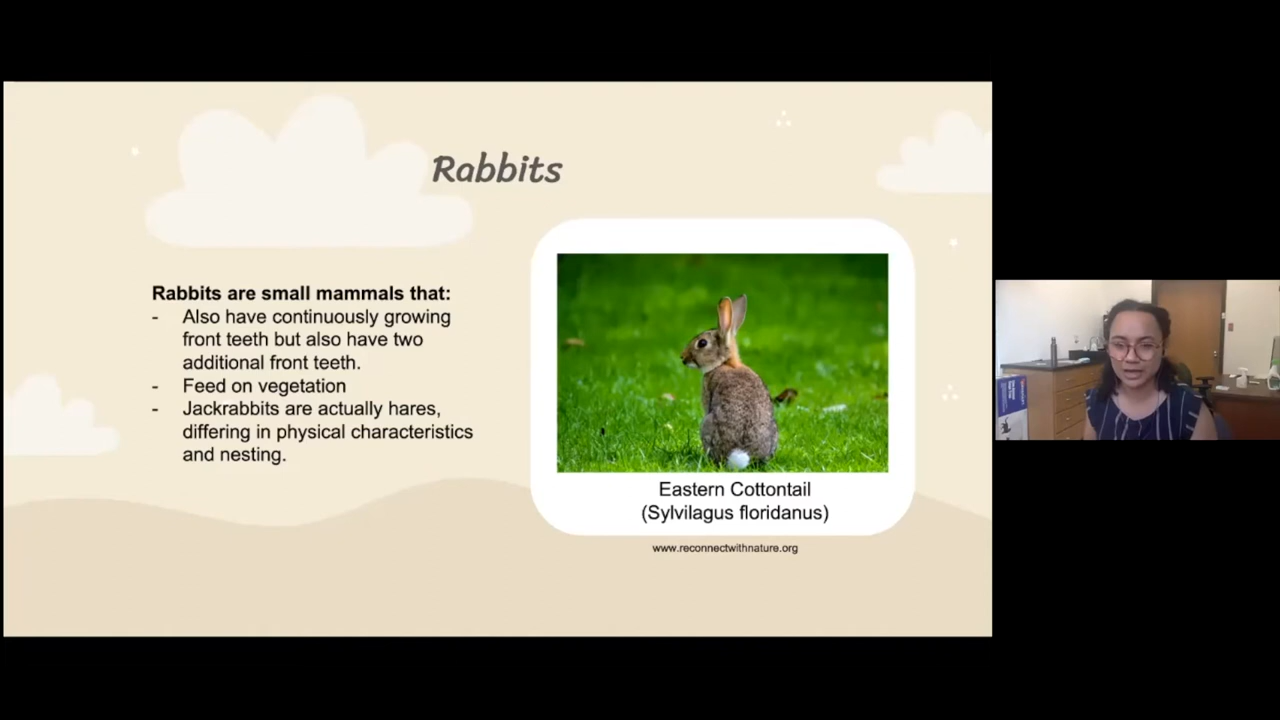 Rabbits
Rabbits are small mammals that:
- Also have continuously growing
front teeth but also have two
additional front teeth.
- Feed on vegetation
- Jackrabbits are actually hares,
differing in physical characteristics
and nesting.
Eastern Cottontail
(Sylvilagus floridanus)
www.reconnectwithnature.org